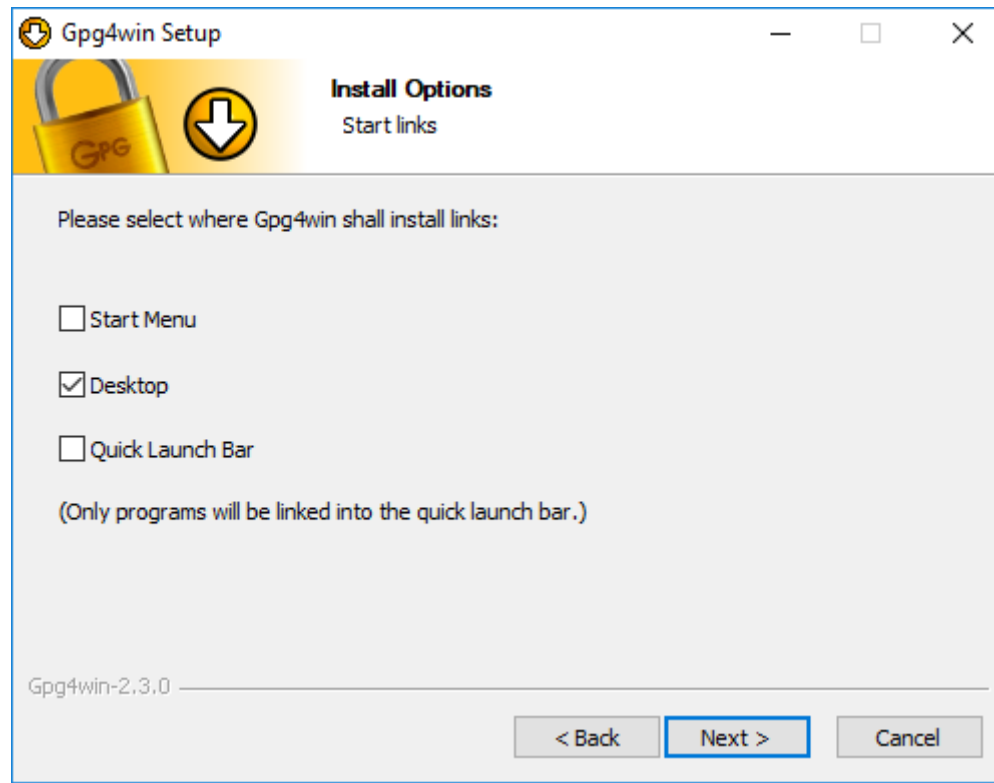 Gpg4win Setup
Install Options
Start links
GPG
Please select where Gpg4win shall install links:
Start Menu
Desktop
Quick Launch Bar
(Only programs will be linked into the quick launch bar.)
Gpg4win-2.3.0
< Back Next > Cancel